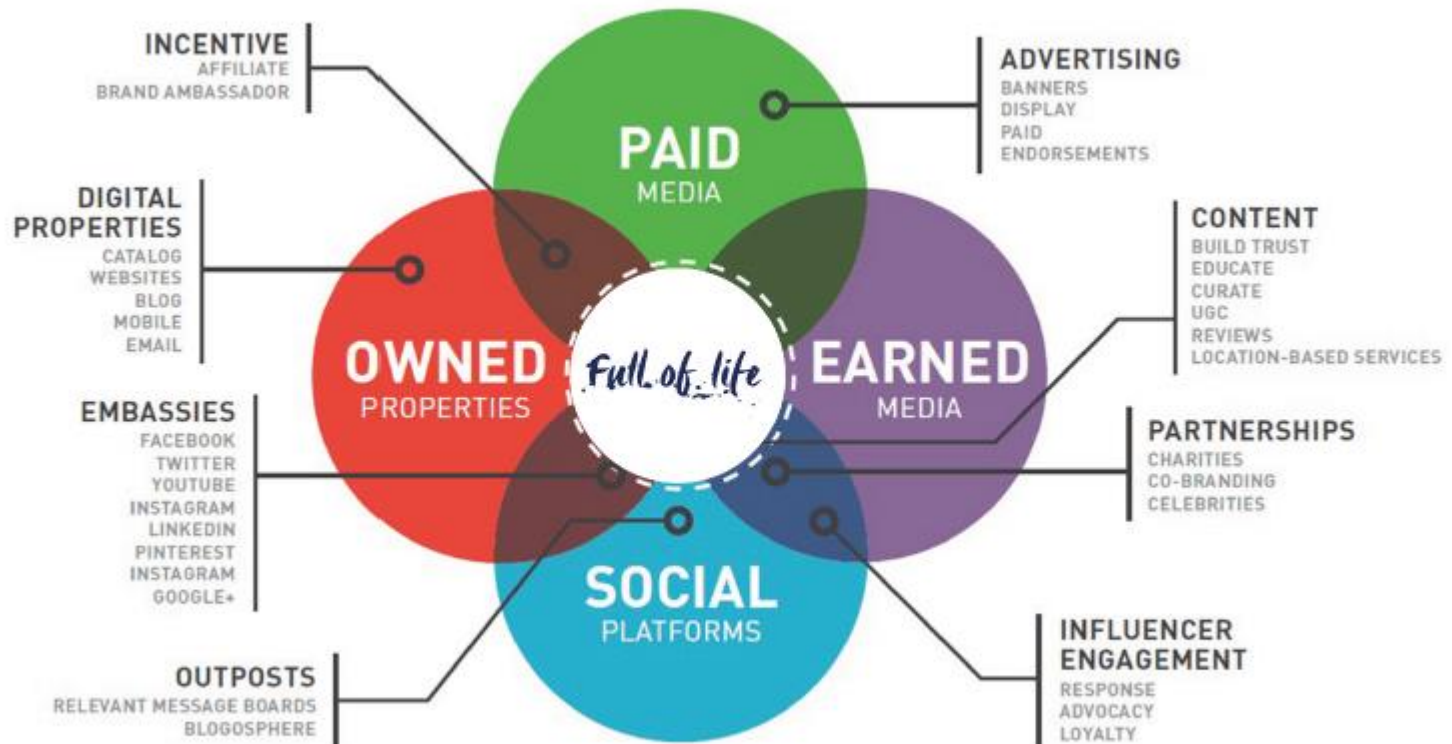 INCENTIVE
AFFILIATE
BRAND AMBASSADOR
DIGITAL
PROPERTIES
CATALOG
WEBSITES
BLOG
MOBILE
EMAIL
EMBASSIES
FACEBOOK
TWITTER
YOUTUBE
INSTAGRAM
LINKEDIN
PINTEREST
INSTAGRAM
GOOGLE+
OUTPOSTS
RELEVANT MESSAGE BOARDS
BLOGOSPHERE
PAID
MEDIA
OWNED
PROPERTIES
Full of life
EARNED
MEDIA
SOCIAL
PLATFORMS
ADVERTISING
BANNERS
DISPLAY
PAID
ENDORSEMENTS
CONTENT
BUILD TRUST
EDUCATE
CURATE
UGC
REVIEWS
LOCATION-BASED SERVICES
PARTNERSHIPS
CHARITIES
CO-BRANDING
CELEBRITIES
INFLUENCER
ENGAGEMENT
RESPONSE
ADVOCACY
LOYALTY